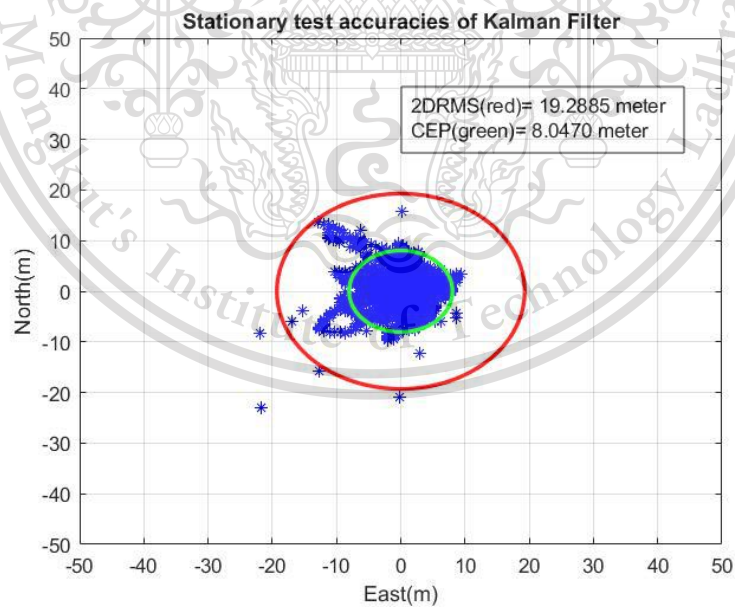 Stationary test accuracies of Kalman Filter
2DRMS(red)= 19.2885 meter
CEP(green)= 8.0470 meter
50
40
30
20
10
0
-10
-20
-30
-40
-50
North(m)
-50 -40 -30 -20 -10 0 10 20 30 40 50
East(m)
Mongkut's Institute of Technology